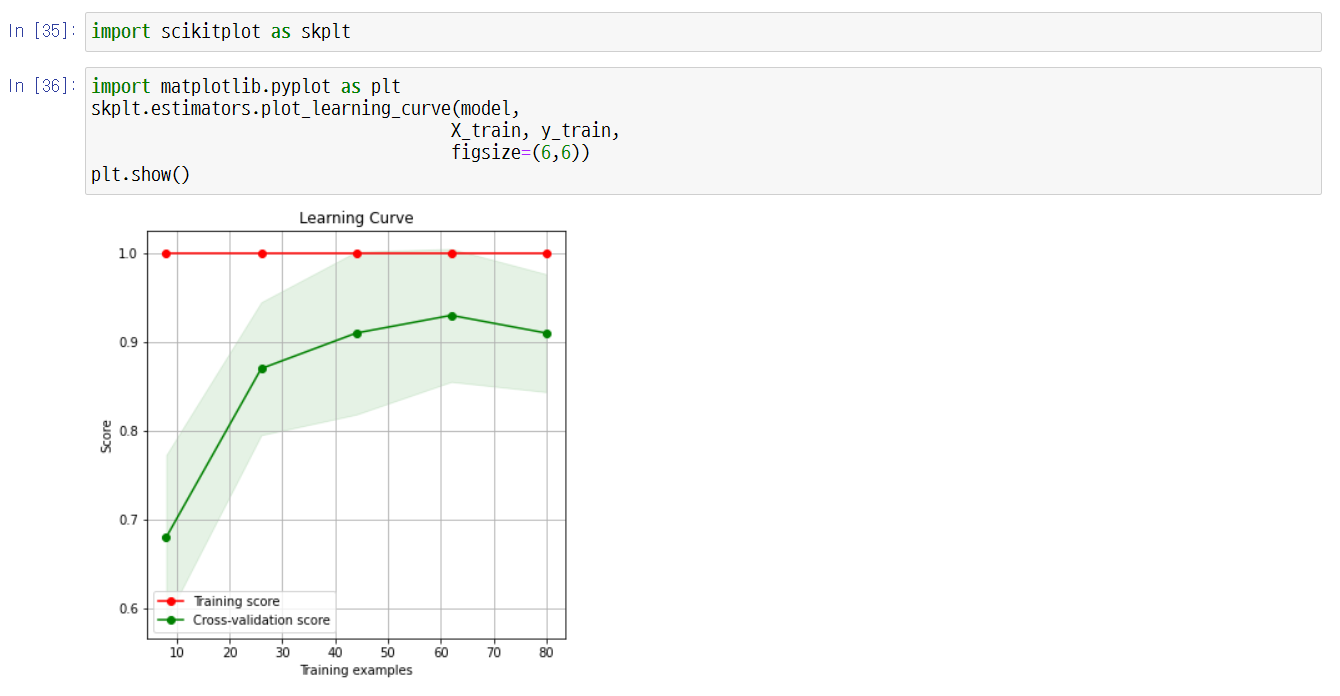 In [35]: import scikitplot as skplt
In [36]: import matplotlib.pyplot as plt
skplt.estimators.plot_learning_curve(model,
X_train, y_train,
figsize=(6,6))
plt.show()
Learning Curve
1.0
0.9
0.8
0.7
0.6
Score
Training score
Cross-validation score
10 20 30 40 50 60 70 80
Training examples